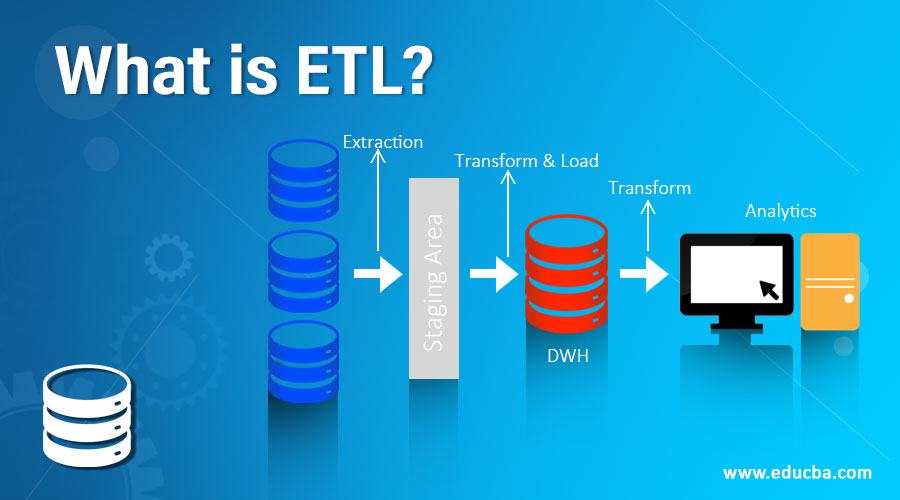 What is ETL?
Extraction
Transform & Load
Transform
Analytics
Staging Area
DWH
www.educba.com